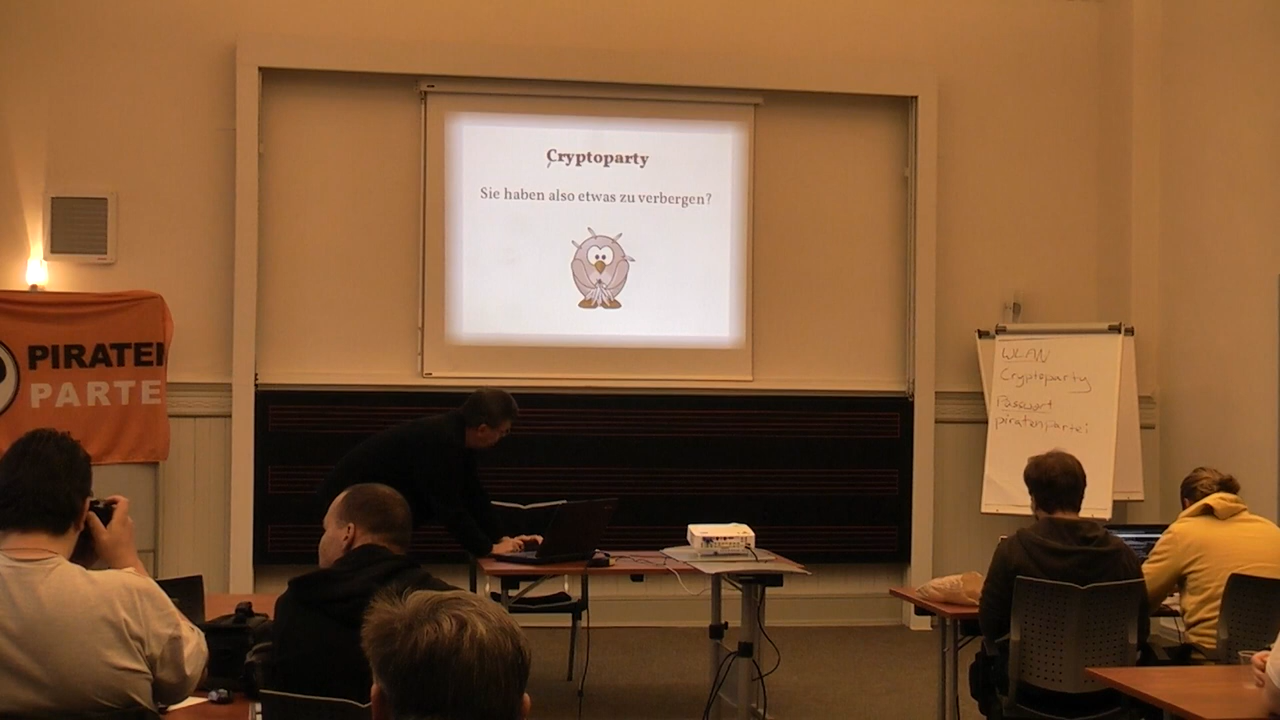 Cryptoparty
Sie haben also etwas zu verbergen?
PIRATEN
PARTE
WLAN
Cryptoparty
Passwort
piratenpartei